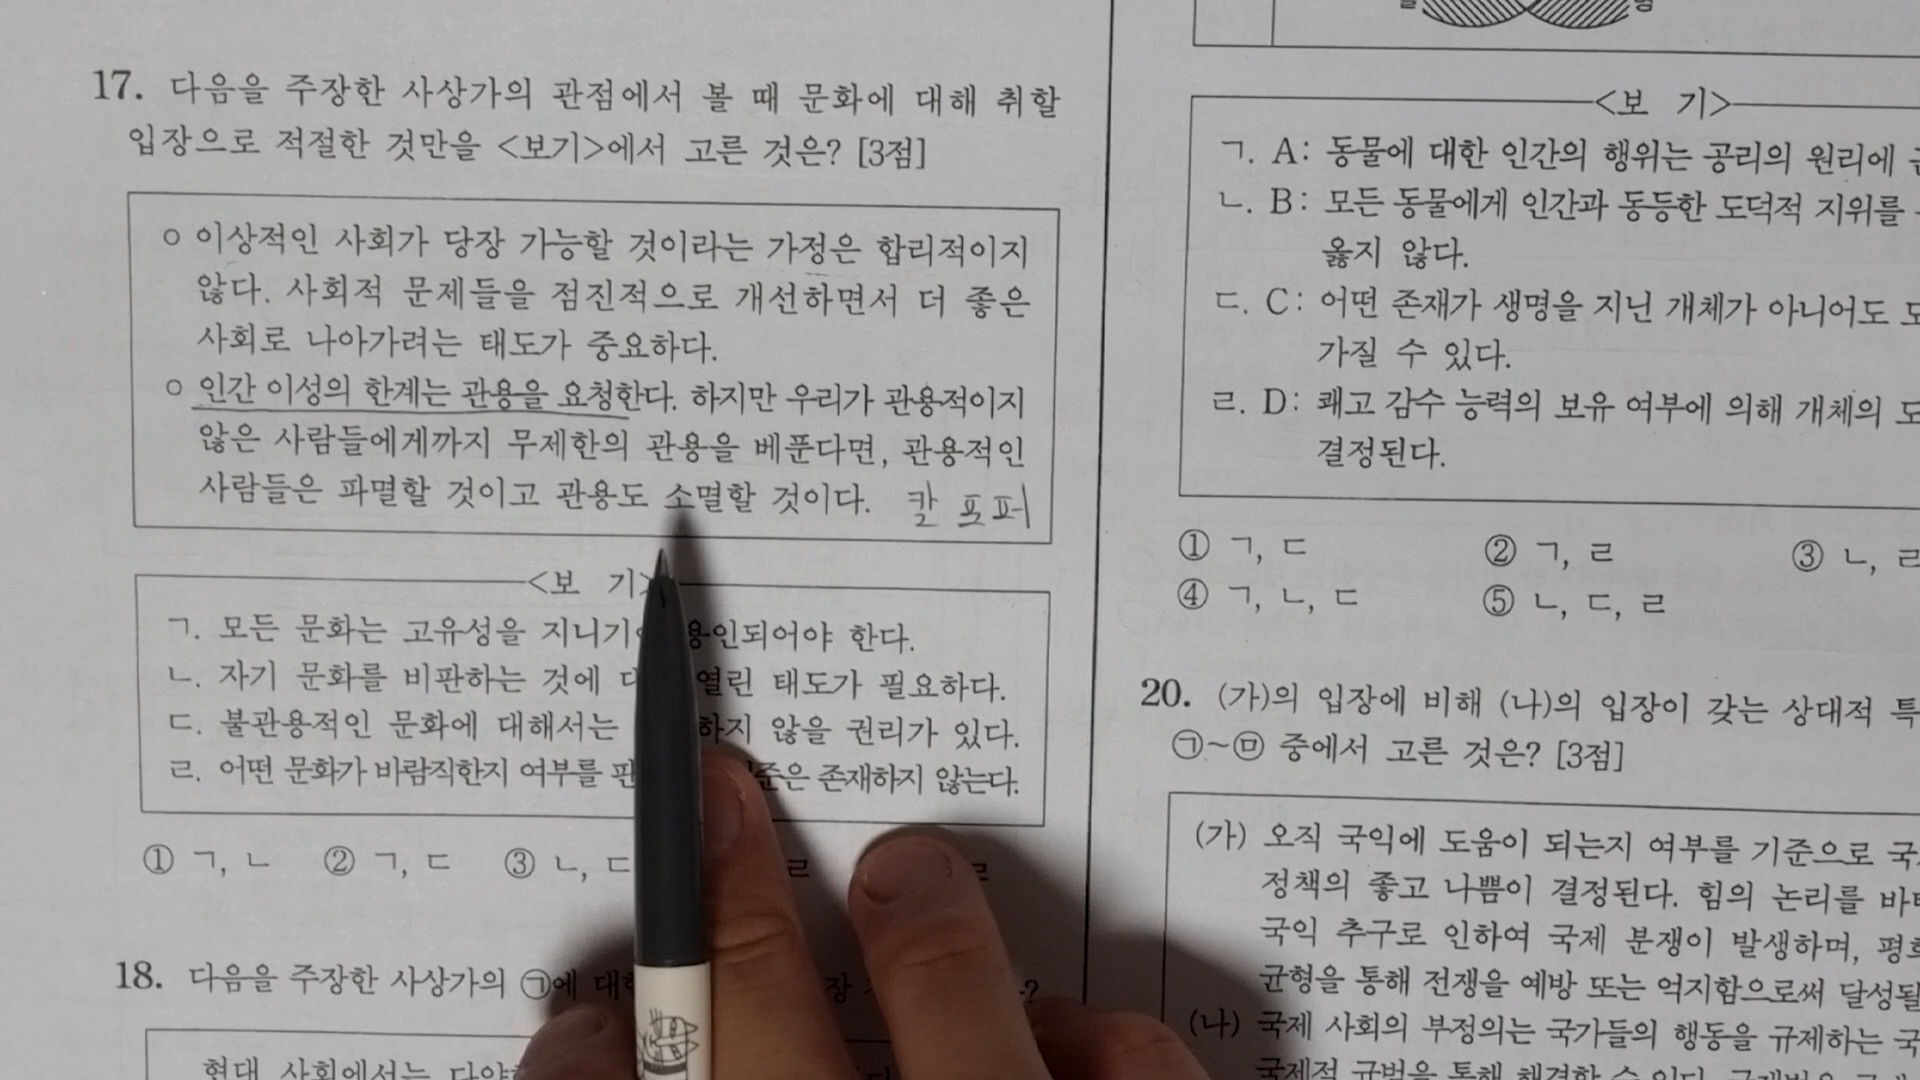 17. 다음을 주장한 사상가의 관점에서 볼 때 문화에 대해 취할
입장으로 적절한 것만을 <보기>에서 고른 것은? [3점]
○ 이상적인 사회가 당장 가능할 것이라는 가정은 합리적이지
않다. 사회적 문제들을 점진적으로 개선하면서 더 좋은
사회로 나아가려는 태도가 중요하다.
○ 인간 이성의 한계는 관용을 요청한다. 하지만 우리가 관용적이지
않은 사람들에게까지 무제한의 관용을 베푼다면, 관용적인
사람들은 파멸할 것이고 관용도 소멸할 것이다. 칼 포퍼
<보 기>
ㄱ. 모든 문화는 고유성을 용인되어야 한다.
ㄴ. 자기 문화를 비판하는 것에 열린 태도가 필요하다.
ㄷ. 불관용적인 문화에 대해서는 않을 권리가 있다.
ㄹ. 어떤 문화가 바람직한지 여부를 존재하지 않는다.
① ㄱ, ㄴ ② ㄱ, ㄷ ③ ㄴ, ㄷ ㄹ ㄹ
18. 다음을 주장한 사상가의 ㉠에 ?
현대 사회에서는
<보 기>
ㄱ. A: 동물에 대한 인간의 행위는 공리의 원리에
ㄴ. B: 모든 동물에게 인간과 동등한 도덕적 지위를
옳지 않다.
ㄷ. C: 어떤 존재가 생명을 지닌 개체가 아니어도
가질 수 있다.
ㄹ. D: 쾌고 감수 능력의 보유 여부에 의해 개체의
결정된다.
① ㄱ, ㄷ ② ㄱ, ㄹ ③ ㄴ, ㄹ
④ ㄱ, ㄴ, ㄷ ⑤ ㄴ, ㄷ, ㄹ
20. (가)의 입장에 비해 (나)의 입장이 갖는 상대적
㉠~㉤ 중에서 고른 것은? [3점]
(가) 오직 국익에 도움이 되는지 여부를 기준으로
정책의 좋고 나쁨이 결정된다. 힘의 논리를
국익 추구로 인하여 국제 분쟁이 발생하며,
균형을 통해 전쟁을 예방 또는 억지함으로써
(나) 국제 사회의 부정의는 국가들의 행동을 규제하는
국제적 규범을 통해 해결할 수 있다.